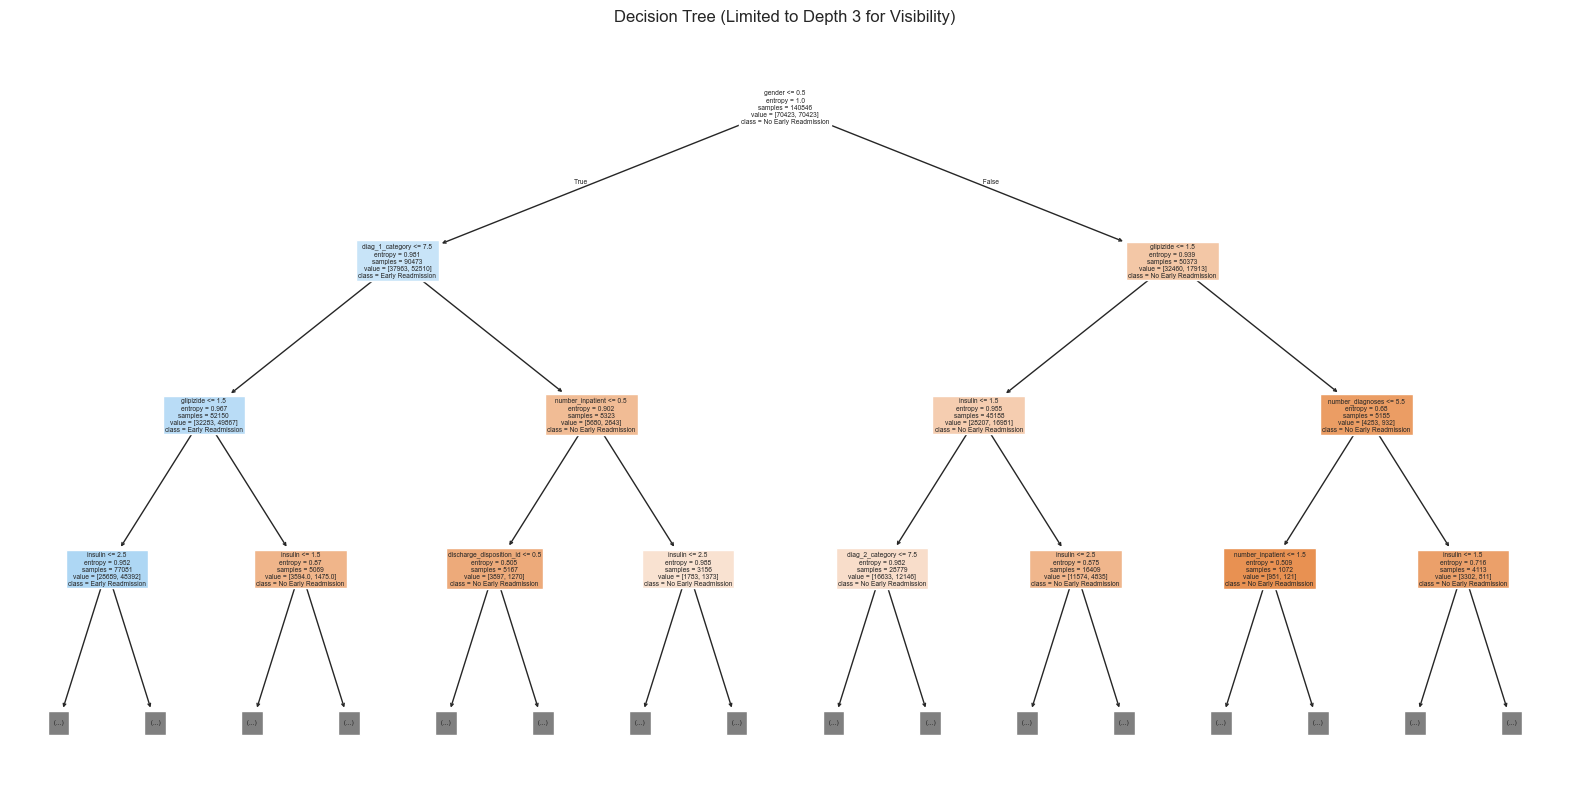 Decision Tree (Limited to Depth 3 for Visibility)
gender <= 0.5
entropy = 1.0
samples = 140846
value = [70423, 70423]
class = No Early Readmission
True
False
diag_1_category <= 7.5
entropy = 0.981
samples = 90473
value = [37963, 52510]
class = Early Readmission
glipizide <= 1.5
entropy = 0.939
samples = 50373
value = [32460, 17913]
class = No Early Readmission
glipizide <= 1.5
entropy = 0.967
samples = 82150
value = [32283, 49867]
class = Early Readmission
number_inpatient <= 0.5
entropy = 0.902
samples = 8323
value = [5680, 2643]
class = No Early Readmission
insulin <= 1.5
entropy = 0.955
samples = 45188
value = [28207, 16981]
class = No Early Readmission
number_diagnoses <= 5.5
entropy = 0.68
samples = 5185
value = [4253, 932]
class = No Early Readmission
insulin <= 2.5
entropy = 0.952
samples = 77081
value = [28689, 48392]
class = Early Readmission
insulin <= 1.5
entropy = 0.87
samples = 5069
value = [3594.0, 1475.0]
class = No Early Readmission
discharge_disposition_id <= 0.5
entropy =
samples = 5167
value = [3897, 1270]
class = No Early Readmission
insulin <= 2.5
entropy = 0.988
samples = 3156
value = [1783, 1373]
class = No Early Readmission
diag_2_category <= 7.5
entropy = 0.982
samples = 28779
value = [16633, 12146]
class = No Early Readmission
insulin <= 2.5
entropy = 0.875
samples = 16409
value = [11574, 4835]
class = No Early Readmission
number_inpatient <= 1.5
entropy = 0.509
samples = 1072
value = [951, 121]
class = No Early Readmission
insulin <= 1.5
entropy = 0.716
samples = 4113
value = [3302, 811]
class = No Early Readmission
(...) (...) (...) (...) (...) (...) (...) (...) (...) (...) (...) (...) (...) (...) (...) (...)